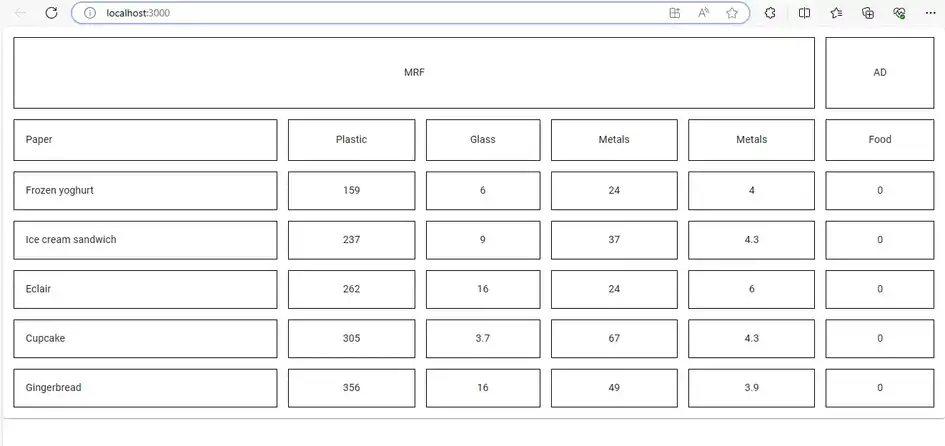 localhost:3000
MRF AD
Paper Plastic Glass Metals Metals Food
Frozen yoghurt 159 6 24 4 0
Ice cream sandwich 237 9 37 4.3 0
Eclair 262 16 24 6 0
Cupcake 305 3.7 67 4.3 0
Gingerbread 356 16 49 3.9 0